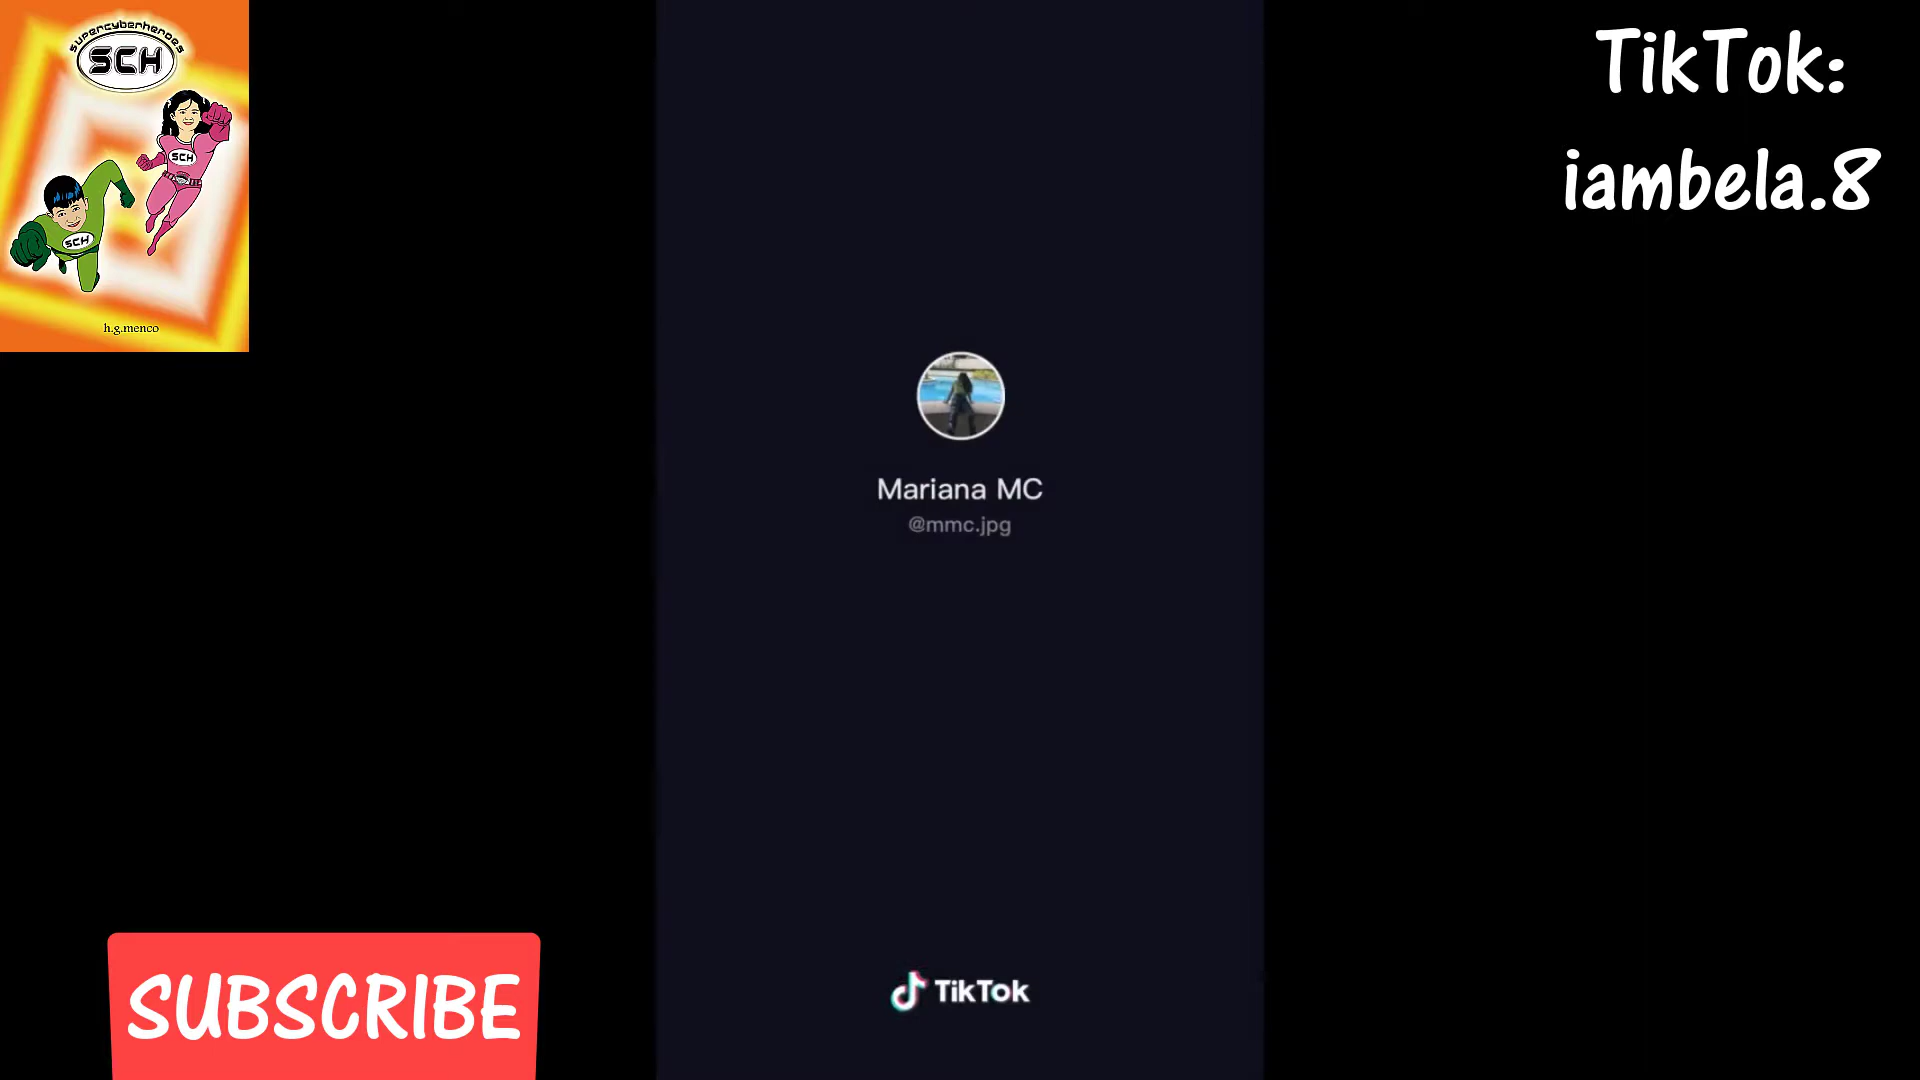 supercyberheroes
SCH
SCH
SCH
h.g.menco
TikTok:
iambela.8
Mariana MC
@mmc.jpg
TikTok
SUBSCRIBE